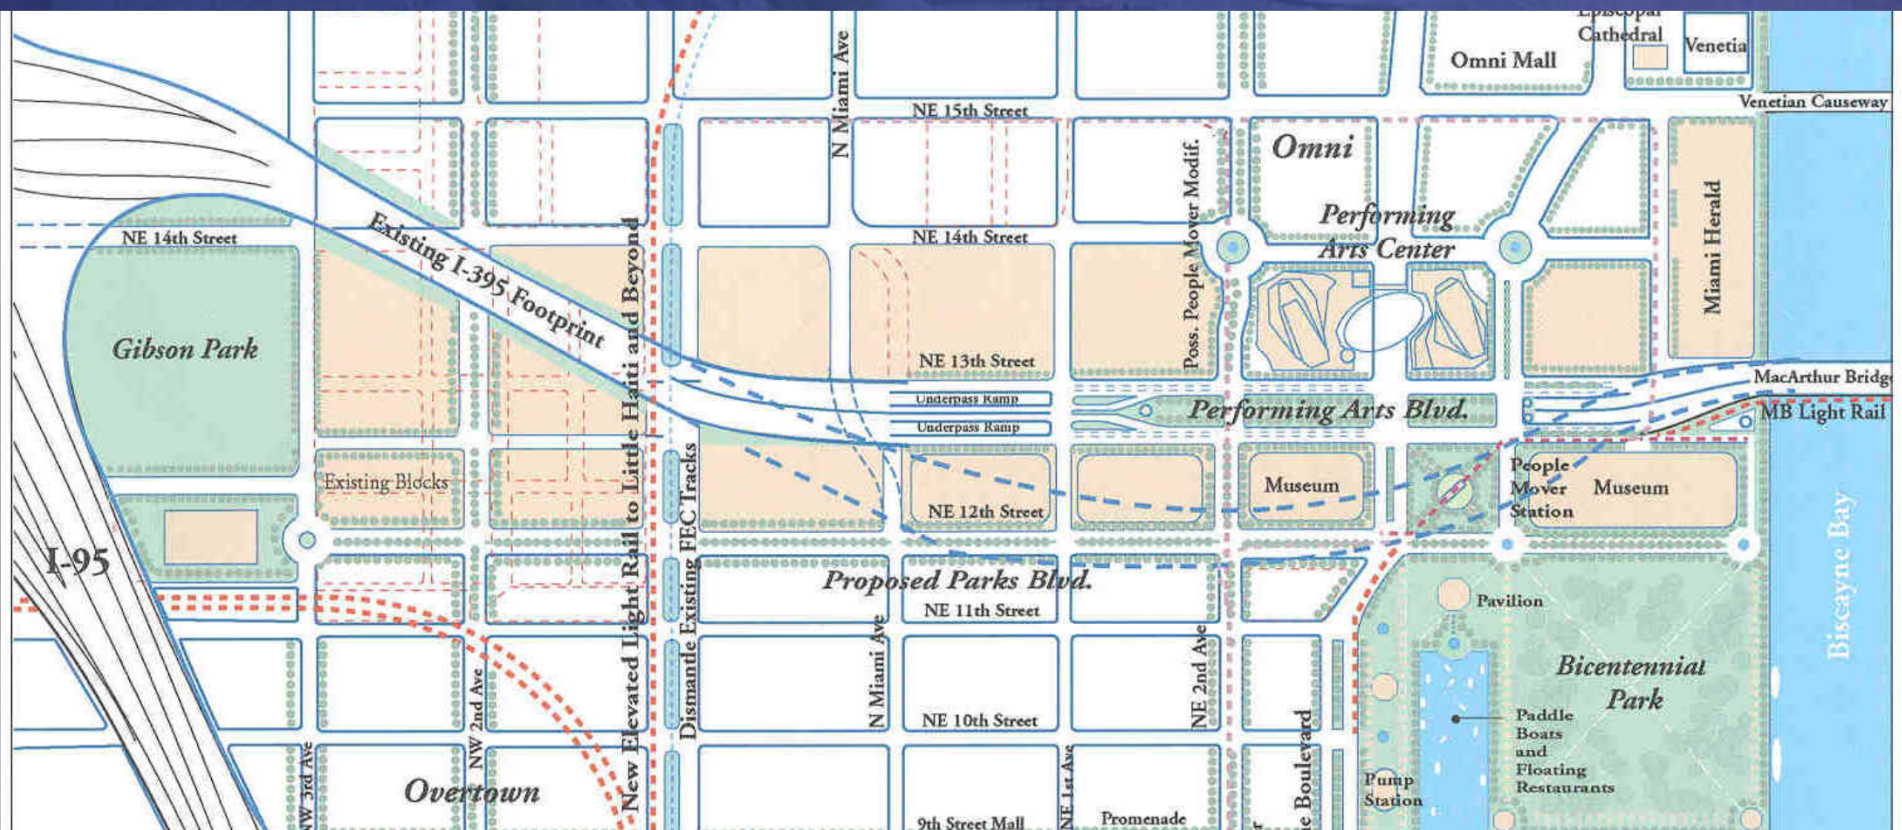 Episcopal
Cathedral
Venetia
Omni Mall
Venetian Causeway
NE 15th Street
N Miami Ave
Omni
Poss. People Mover Modif.
Performing
Arts Center
Miami Herald
NE 14th Street
NE 14th Street
Existing I-395 Footprint
Gibson Park
NE 13th Street
MacArthur Bridge
Underpass Ramp
Performing Arts Blvd.
MB Light Rail
Underpass Ramp
New Elevated Light Rail to Little Haiti and Beyond
Dismantle Existing FEC Tracks
Existing Blocks
Museum
People
Mover
Station
Museum
NE 12th Street
I-95
Biscayne Bay
Proposed Parks Blvd.
NE 11th Street
Pavilion
N Miami Ave
NE 2nd Ave
NW 2nd Ave
Bicentennial
Park
NE 10th Street
Paddle
Boats
and
Floating
Restaurants
NW 3rd Ave
Overtown
NE 1st Ave
Boulevard
Pump
Station
9th Street Mall
Promenade